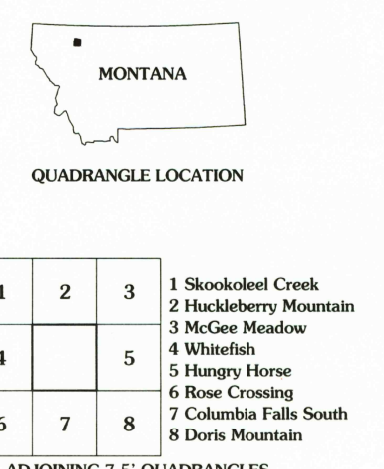 MONTANA
QUADRANGLE LOCATION
1 2 3
4 5
6 7 8
1 Skookoleel Creek
2 Huckleberry Mountain
3 McGee Meadow
4 Whitefish
5 Hungry Horse
6 Rose Crossing
7 Columbia Falls South
8 Doris Mountain
ADJOINING 7.5' QUADRANGLES